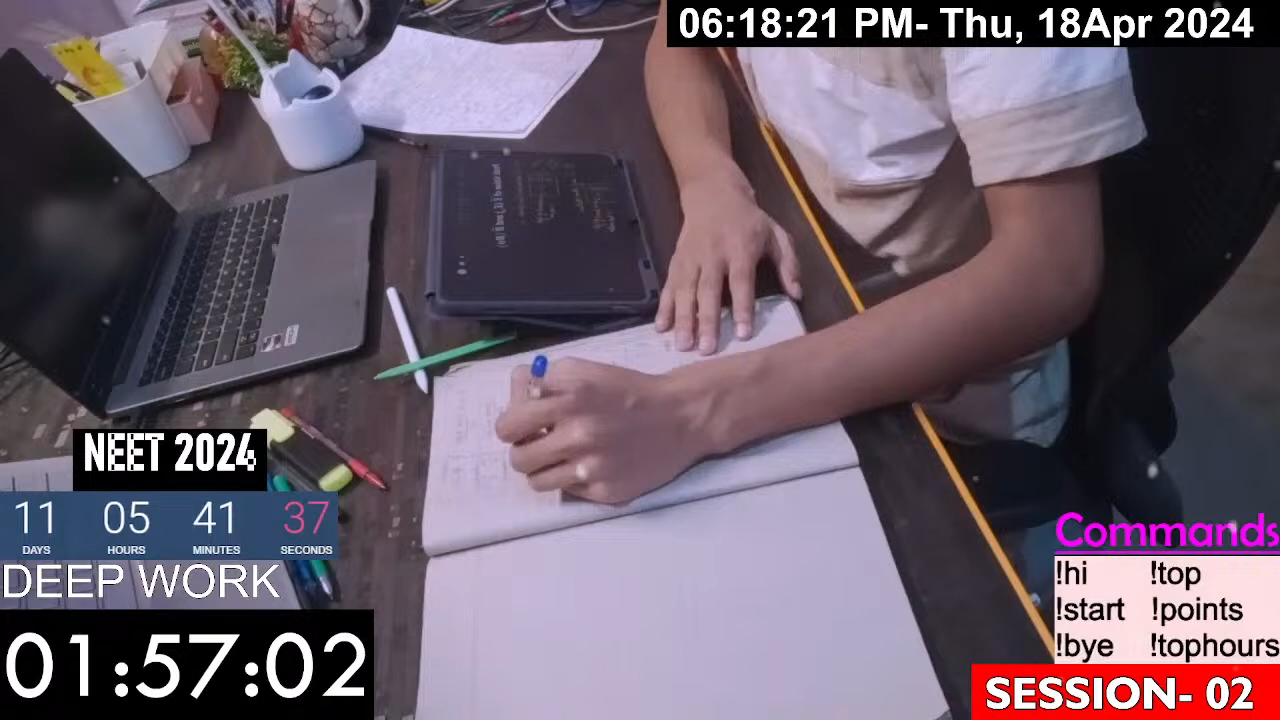 06:18:21 PM- Thu, 18Apr 2024
NEET 2024
11 05 41 37
DAYS HOURS MINUTES SECONDS
DEEP WORK
01:57:02
Commands
!hi !top
!start !points
!bye !tophours
SESSION- 02